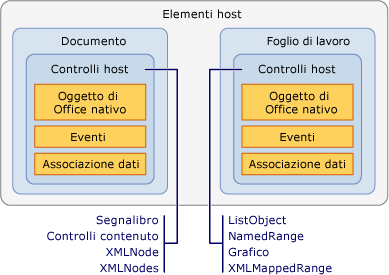 Elementi host
Documento
Controlli host
Oggetto di
Office nativo
Eventi
Associazione dati
Foglio di lavoro
Controlli host
Oggetto di
Office nativo
Eventi
Associazione dati
Segnalibro
Controlli contenuto
XMLNode
XMLNodes
ListObject
NamedRange
Grafico
XMLMappedRange